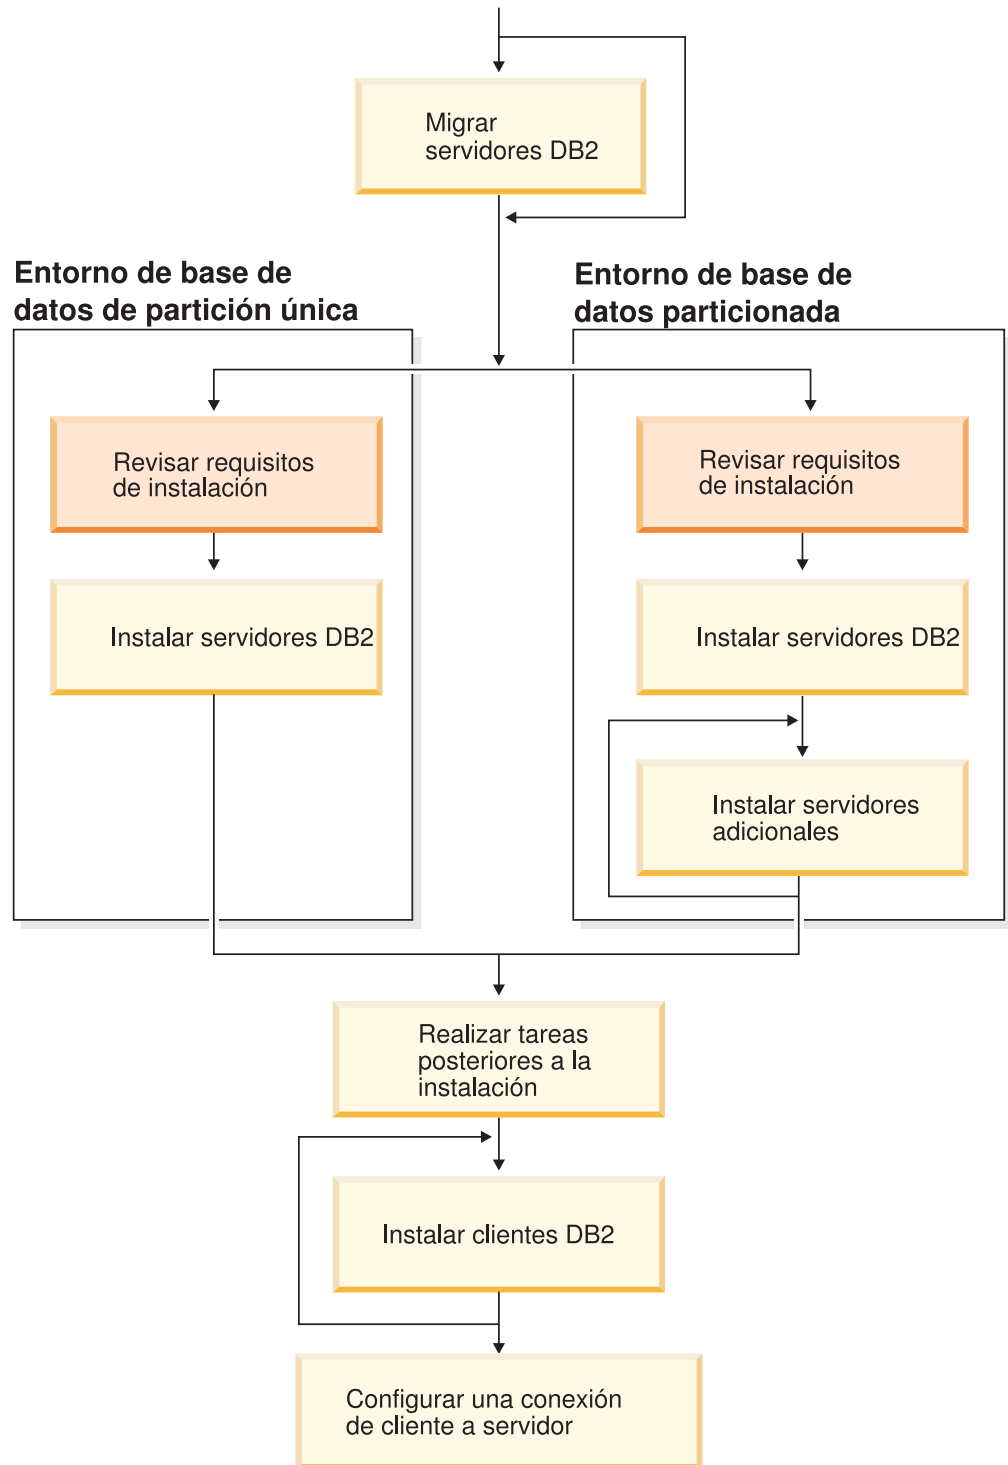 Migrar
servidores DB2
Entorno de base de
datos de partición única
Entorno de base de
datos particionada
Revisar requisitos
de instalación
Revisar requisitos
de instalación
Instalar servidores DB2
Instalar servidores DB2
Instalar servidores
adicionales
Realizar tareas
posteriores a la
instalación
Instalar clientes DB2
Configurar una conexión
de cliente a servidor